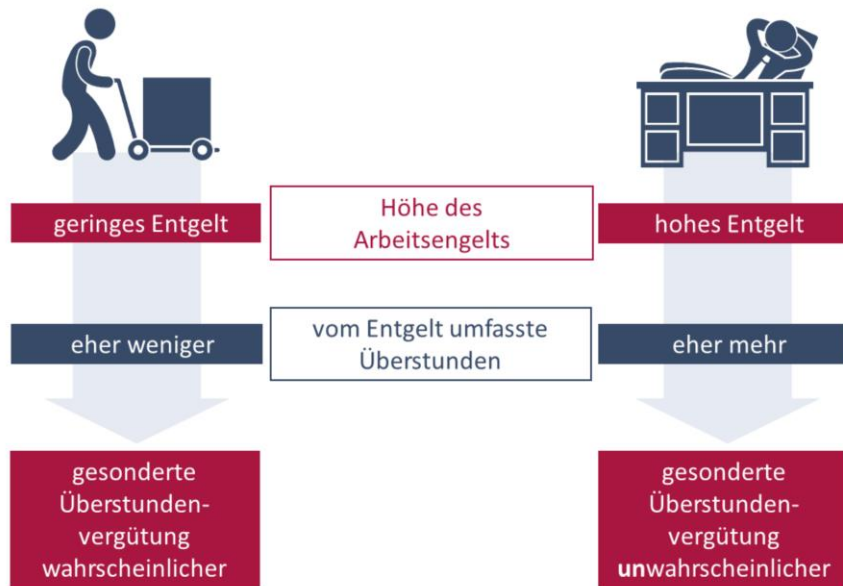 geringes Entgelt
Höhe des
Arbeitsengelts
hohes Entgelt
eher weniger
vom Entgelt umfasste
Überstunden
eher mehr
gesonderte
Überstunden-
vergütung
wahrscheinlicher
gesonderte
Überstunden-
vergütung
unwahrscheinlicher